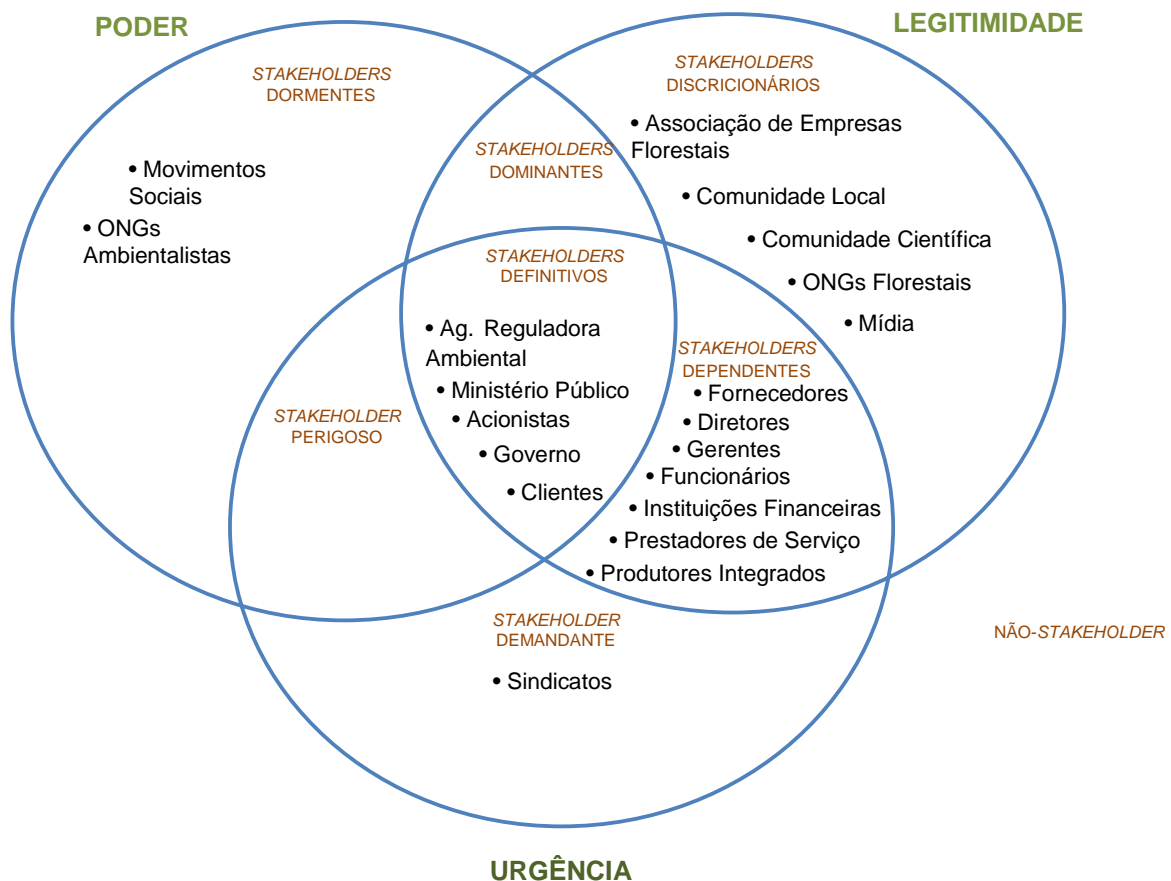 PODER
LEGITIMIDADE
STAKEHOLDERS
DORMENTES
• Movimentos
Sociais
• ONGs
Ambientalistas
STAKEHOLDERS
DOMINANTES
STAKEHOLDERS
DISCRICIONÁRIOS
• Associação de Empresas
Florestais
• Comunidade Local
• Comunidade Científica
• ONGs Florestais
• Mídia
STAKEHOLDERS
DEFINITIVOS
• Ag. Reguladora
Ambiental
• Ministério Público
• Acionistas
• Governo
• Clientes
STAKEHOLDERS
DEPENDENTES
• Fornecedores
• Diretores
• Gerentes
• Funcionários
• Instituições Financeiras
• Prestadores de Serviço
• Produtores Integrados
STAKEHOLDER
PERIGOSO
STAKEHOLDER
DEMANDANTE
• Sindicatos
NÃO-STAKEHOLDER
URGÊNCIA